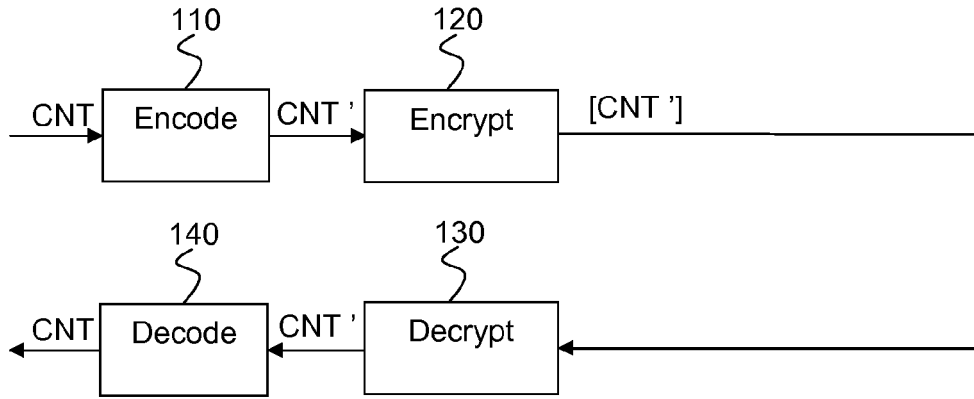 110
120
CNT
Encode
CNT '
Encrypt
[CNT ']
140
130
CNT
Decode
CNT '
Decrypt